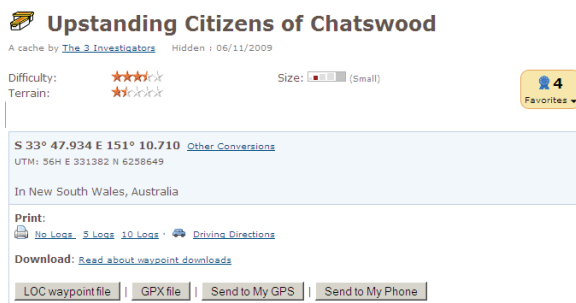 Upstanding Citizens of Chatswood
A cache by The 3 Investigators Hidden : 06/11/2009
Difficulty: Size: (Small)
Terrain:
4
Favorites
S 33° 47.934 E 151° 10.710 Other Conversions
UTM: 56H E 331382 N 6258649
In New South Wales, Australia
Print:
No Logs 5 Logs 10 Logs · Driving Directions
Download: Read about waypoint downloads
LOC waypoint file | GPX file | Send to My GPS | Send to My Phone